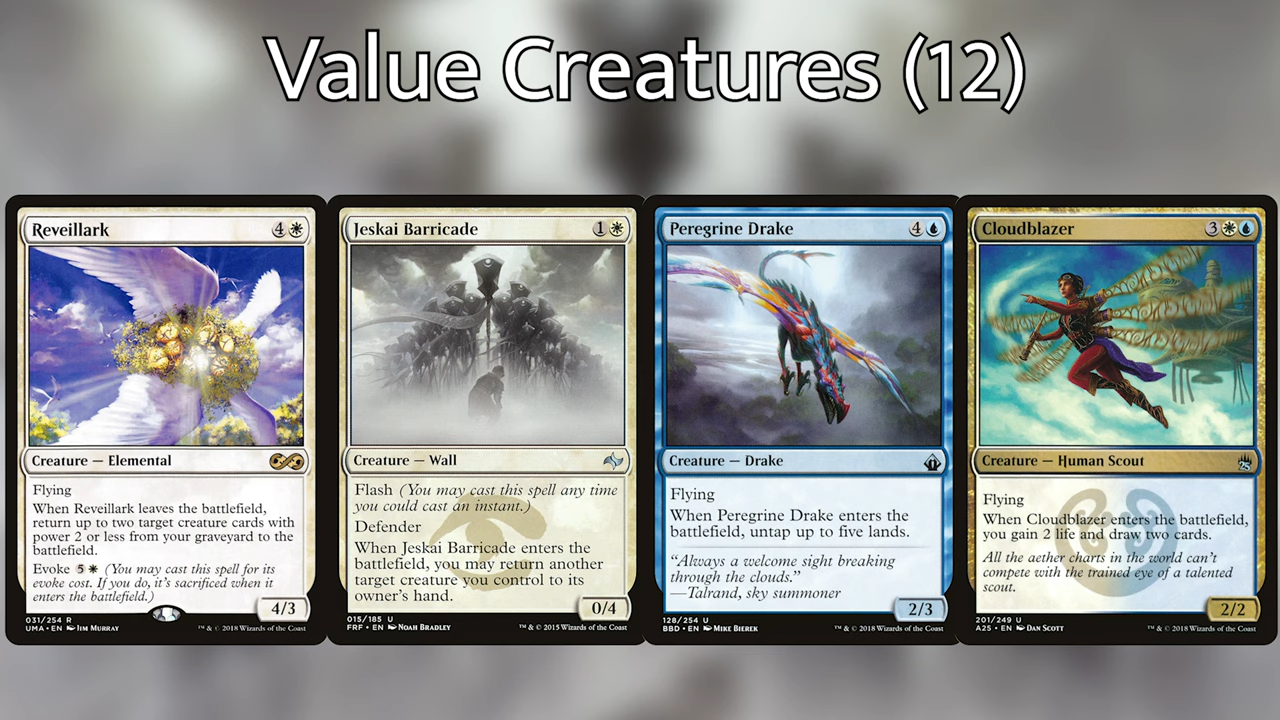 Value Creatures (12)
Reveillark 4
Creature — Elemental
Flying
When Reveillark leaves the battlefield,
return up to two target creature cards with
power 2 or less from your graveyard to the
battlefield.
Evoke 5 (You may cast this spell for its
evoke cost. If you do, it's sacrificed when it
enters the battlefield.)
4/3
031/254 R
UMA • EN Jim Murray
™ & © 2018 Wizards of the Coast
Jeskai Barricade 1
Creature — Wall
Flash (You may cast this spell any time
you could cast an instant.)
Defender
When Jeskai Barricade enters the
battlefield, you may return another
target creature you control to its
owner's hand.
0/4
015/185 U
FRF • EN Noah Bradley
™ & © 2015 Wizards of the Coast
Peregrine Drake 4
Creature — Drake
Flying
When Peregrine Drake enters the
battlefield, untap up to five lands.
“Always a welcome sight breaking
through the clouds.”
—Talrand, sky summoner
2/3
128/254 U
BBD • EN Mike Bierek
™ & © 2018 Wizards of the Coast
Cloudblazer 3
Creature — Human Scout
25
Flying
When Cloudblazer enters the battlefield,
you gain 2 life and draw two cards.
All the aether charts in the world can't
compete with the trained eye of a talented
scout.
2/2
201/249 U
A25 • EN Dan Scott
™ & © 2018 Wizards of the Coast